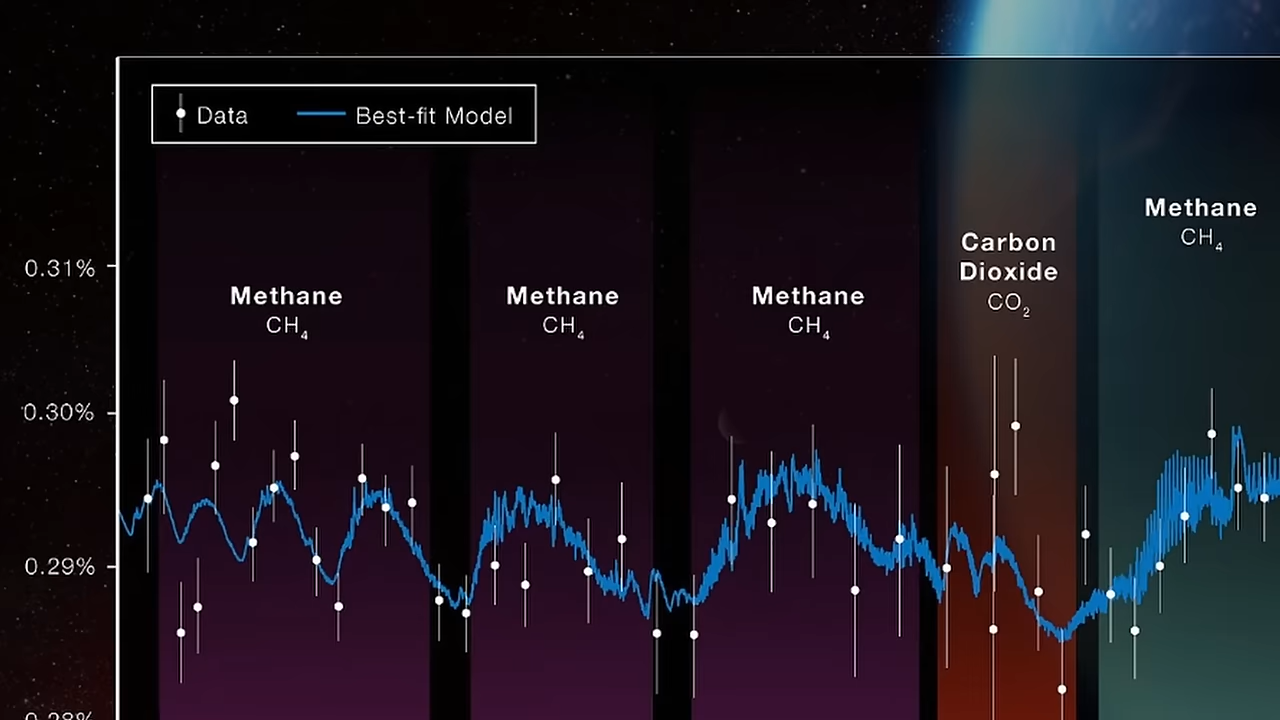 Data Best-fit Model
Methane
CH₄
Carbon
Dioxide
CO₂
0.31%
Methane
CH₄
Methane
CH₄
Methane
CH₄
0.30%
0.29%
0.28%